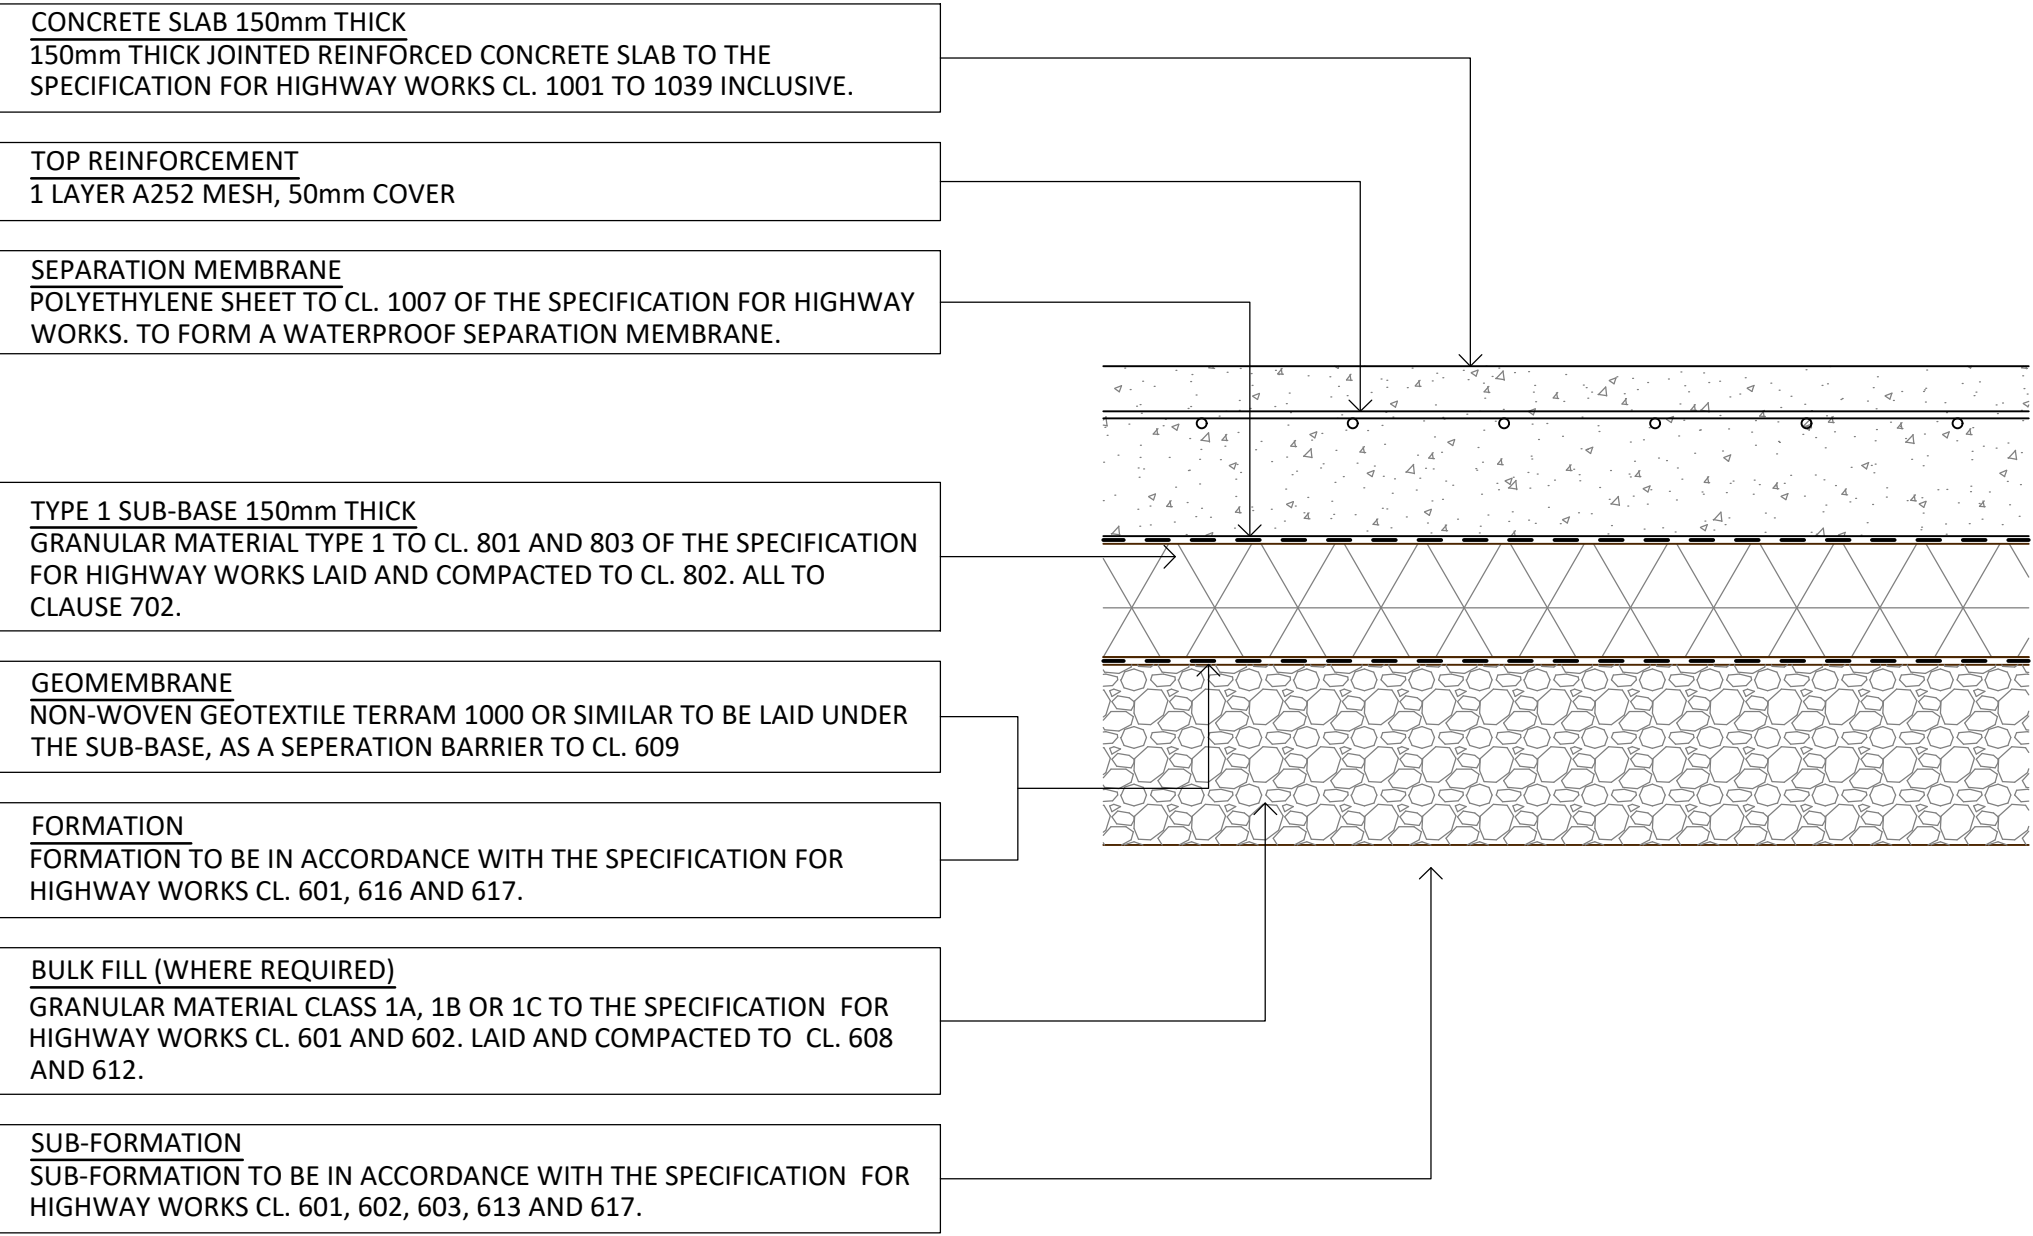 CONCRETE SLAB 150mm THICK
150mm THICK JOINTED REINFORCED CONCRETE SLAB TO THE
SPECIFICATION FOR HIGHWAY WORKS CL. 1001 TO 1039 INCLUSIVE.
TOP REINFORCEMENT
1 LAYER A252 MESH, 50mm COVER
SEPARATION MEMBRANE
POLYETHYLENE SHEET TO CL. 1007 OF THE SPECIFICATION FOR HIGHWAY
WORKS. TO FORM A WATERPROOF SEPARATION MEMBRANE.
TYPE 1 SUB-BASE 150mm THICK
GRANULAR MATERIAL TYPE 1 TO CL. 801 AND 803 OF THE SPECIFICATION
FOR HIGHWAY WORKS LAID AND COMPACTED TO CL. 802. ALL TO
CLAUSE 702.
GEOMEMBRANE
NON-WOVEN GEOTEXTILE TERRAM 1000 OR SIMILAR TO BE LAID UNDER
THE SUB-BASE, AS A SEPERATION BARRIER TO CL. 609
FORMATION
FORMATION TO BE IN ACCORDANCE WITH THE SPECIFICATION FOR
HIGHWAY WORKS CL. 601, 616 AND 617.
BULK FILL (WHERE REQUIRED)
GRANULAR MATERIAL CLASS 1A, 1B OR 1C TO THE SPECIFICATION FOR
HIGHWAY WORKS CL. 601 AND 602. LAID AND COMPACTED TO CL. 608
AND 612.
SUB-FORMATION
SUB-FORMATION TO BE IN ACCORDANCE WITH THE SPECIFICATION FOR
HIGHWAY WORKS CL. 601, 602, 603, 613 AND 617.